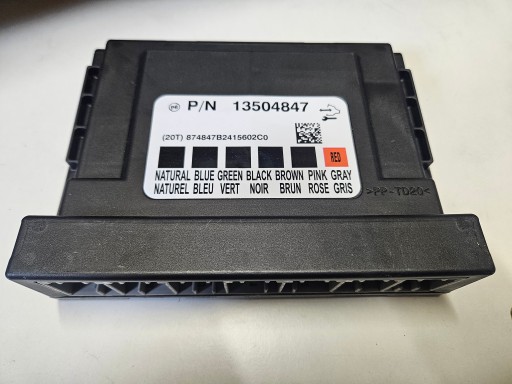 P/N 13504847
(20T) 874847B2415602C0
RED
NATURAL BLUE GREEN BLACK BROWN PINK GRAY
NATUREL BLEU VERT NOIR BRUN ROSE GRIS
>PP-TD20<